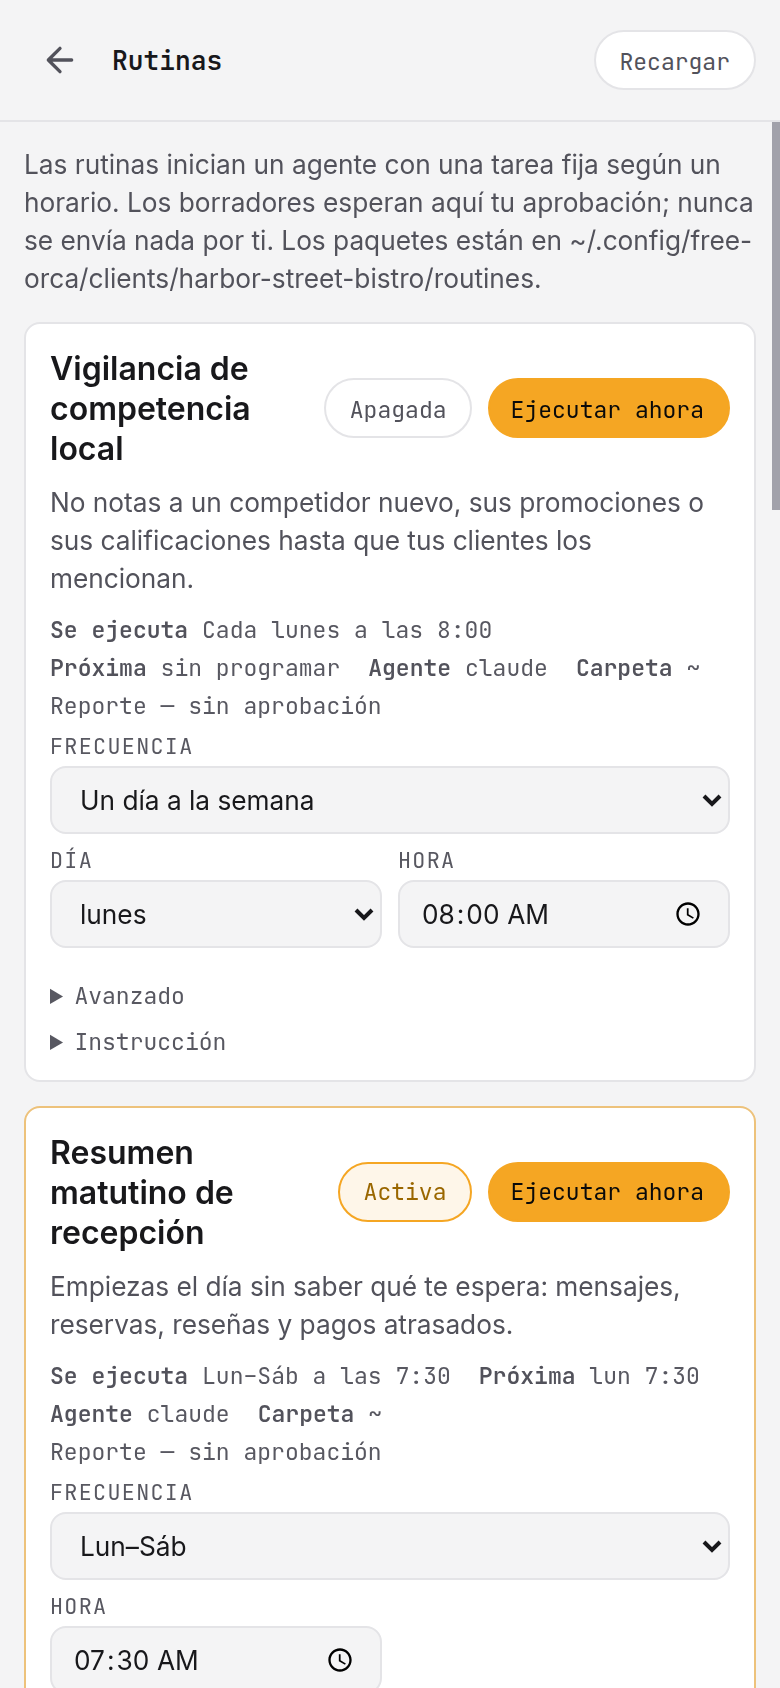 Rutinas
Recargar
Las rutinas inician un agente con una tarea fija según un
horario. Los borradores esperan aquí tu aprobación; nunca
se envía nada por ti. Los paquetes están en ~/.config/free-
orca/clients/harbor-street-bistro/routines.
Vigilancia de
competencia
local
Apagada
Ejecutar ahora
No notas a un competidor nuevo, sus promociones o
sus calificaciones hasta que tus clientes los
mencionan.
Se ejecuta Cada lunes a las 8:00
Próxima sin programar Agente claude Carpeta ~
Reporte — sin aprobación
FRECUENCIA
Un día a la semana
DÍA
HORA
lunes
08:00 AM
Avanzado
Instrucción
Resumen
matutino de
recepción
Activa
Ejecutar ahora
Empiezas el día sin saber qué te espera: mensajes,
reservas, reseñas y pagos atrasados.
Se ejecuta Lun–Sáb a las 7:30 Próxima lun 7:30
Agente claude Carpeta ~
Reporte — sin aprobación
FRECUENCIA
Lun–Sáb
HORA
07:30 AM